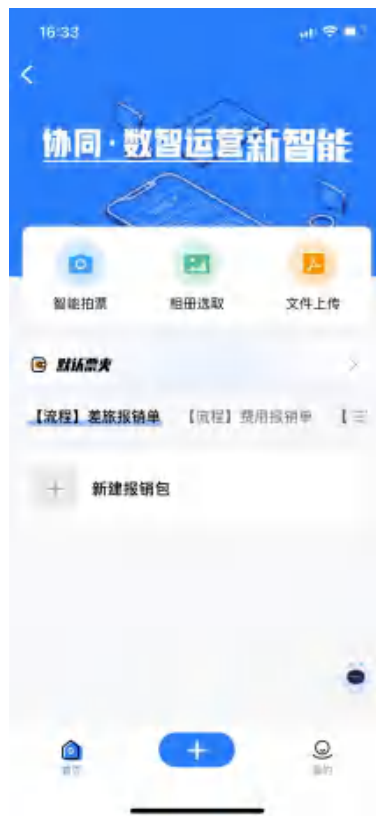 16:33
协同·数智运营新智能
智能拍票
相册选取
文件上传
默认票夹
【流程】差旅报销单
【流程】费用报销单
【
新建报销包
首页
我的